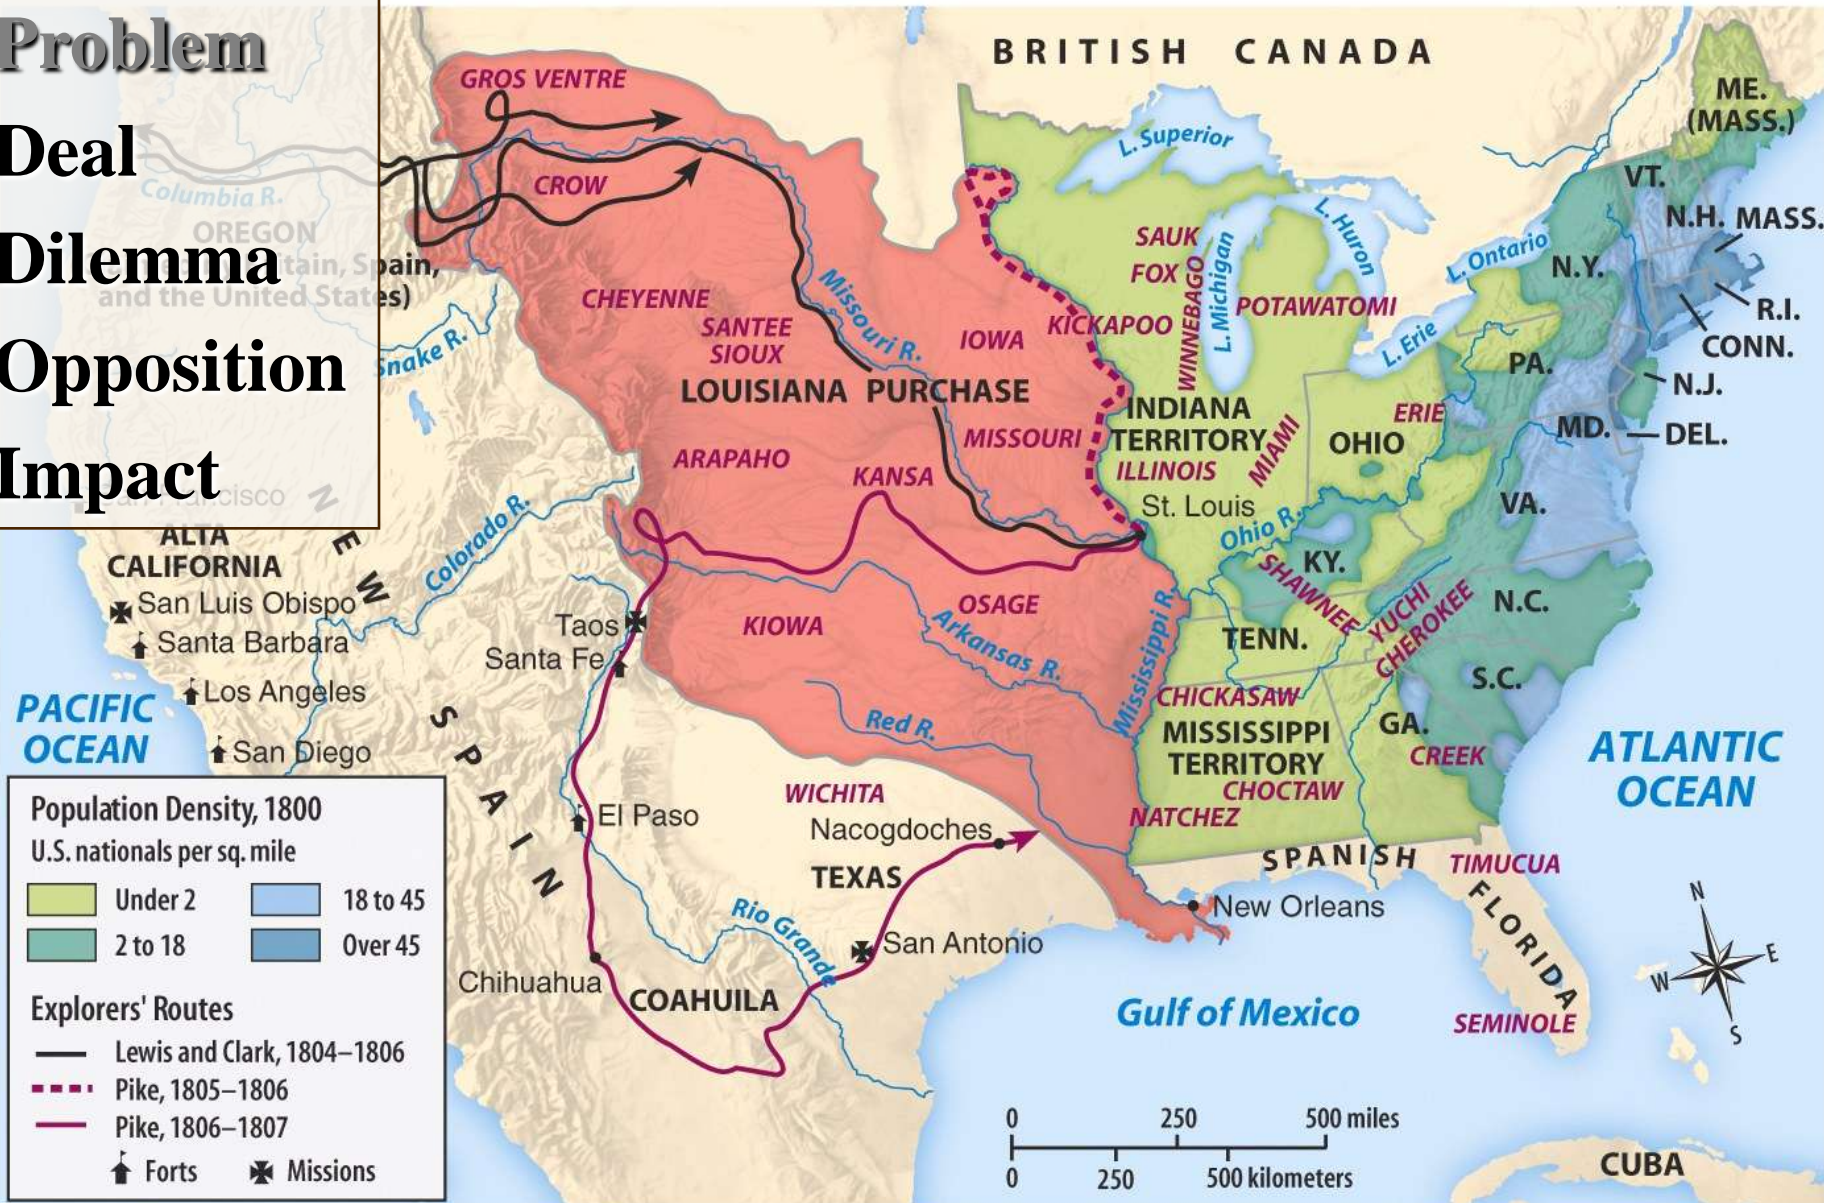 Problem
Deal
Dilemma
Opposition
Impact
BRITISH CANADA
GROS VENTRE
CROW
Columbia R.
OREGON
Spain,
and the United States)
Snake R.
CHEYENNE
SANTEE
SIOUX
Missouri R.
IOWA
LOUISIANA PURCHASE
ARAPAHO
KANSA
MISSOURI
KIOWA
OSAGE
Arkansas R.
Red R.
Mississippi R.
L. Superior
L. Michigan
L. Huron
L. Ontario
L. Erie
SAUK
FOX
WINNEBAGO
KICKAPOO
POTAWATOMI
INDIANA
TERRITORY
ILLINOIS
MIAMI
St. Louis
OHIO
ERIE
Ohio R.
KY.
SHAWNEE
YUCHI
CHEROKEE
TENN.
CHICKASAW
MISSISSIPPI
TERRITORY
CHOCTAW
NATCHEZ
GA.
CREEK
S.C.
N.C.
VA.
MD.
DEL.
N.J.
PA.
CONN.
R.I.
N.Y.
N.H.
MASS.
VT.
ME.
(MASS.)
ATLANTIC
OCEAN
SPANISH
FLORIDA
TIMUCUA
SEMINOLE
New Orleans
Gulf of Mexico
CUBA
San Francisco
ALTA
CALIFORNIA
San Luis Obispo
Santa Barbara
Los Angeles
San Diego
PACIFIC
OCEAN
NEW SPAIN
Colorado R.
Taos
Santa Fe
El Paso
WICHITA
Nacogdoches
TEXAS
Rio Grande
San Antonio
Chihuahua
COAHUILA
Population Density, 1800
U.S. nationals per sq. mile
Under 2
18 to 45
2 to 18
Over 45
Explorers' Routes
Lewis and Clark, 1804–1806
Pike, 1805–1806
Pike, 1806–1807
Forts
Missions
0 250 500 miles
0 250 500 kilometers
N
E
S
W